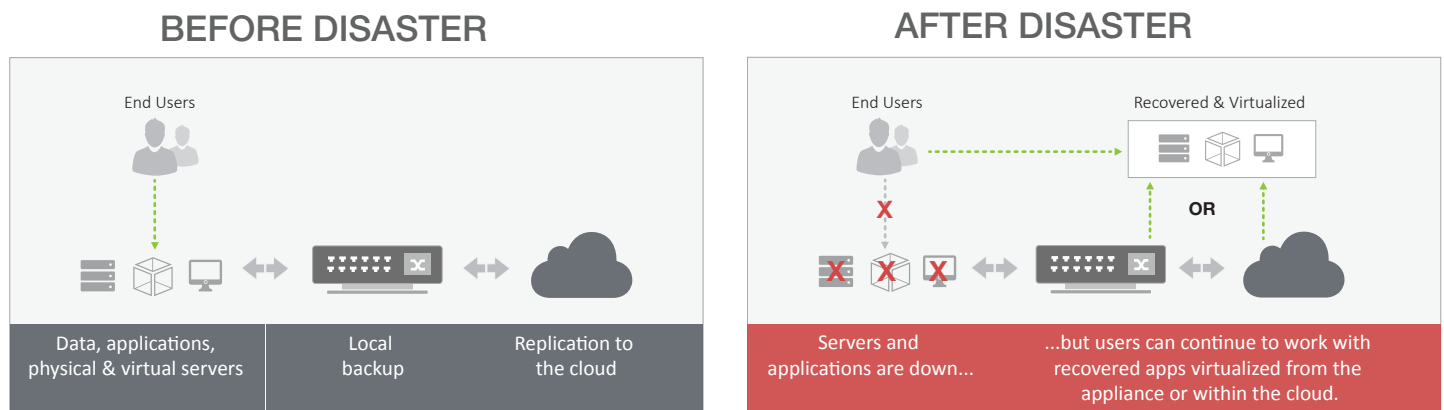 BEFORE DISASTER
End Users
Data, applications,
physical & virtual servers
Local
backup
Replication to
the cloud
AFTER DISASTER
End Users
Recovered & Virtualized
X
OR
X
X
X
Servers and
applications are down...
...but users can continue to work with
recovered apps virtualized from the
appliance or within the cloud.